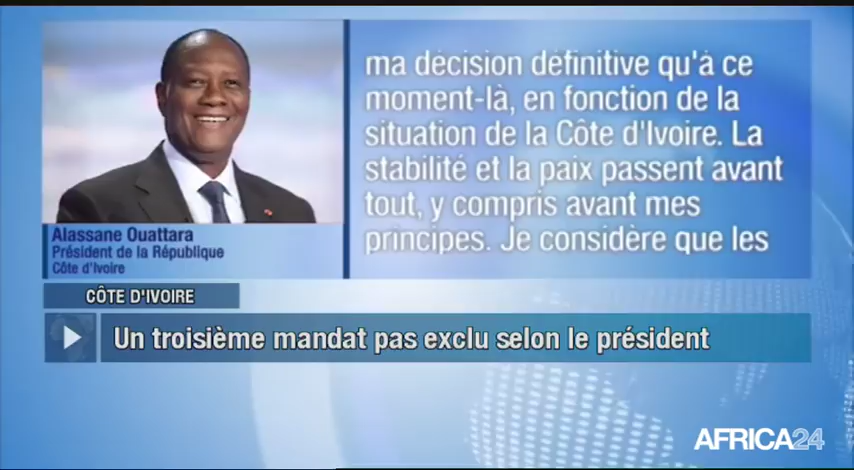 ma décision définitive qu'à ce
moment-là, en fonction de la
situation de la Côte d'Ivoire. La
stabilité et la paix passent avant
tout, y compris avant mes
principes. Je considère que les
Alassane Ouattara
Président de la République
Côte d'Ivoire
CÔTE D'IVOIRE
Un troisième mandat pas exclu selon le président
AFRICA24